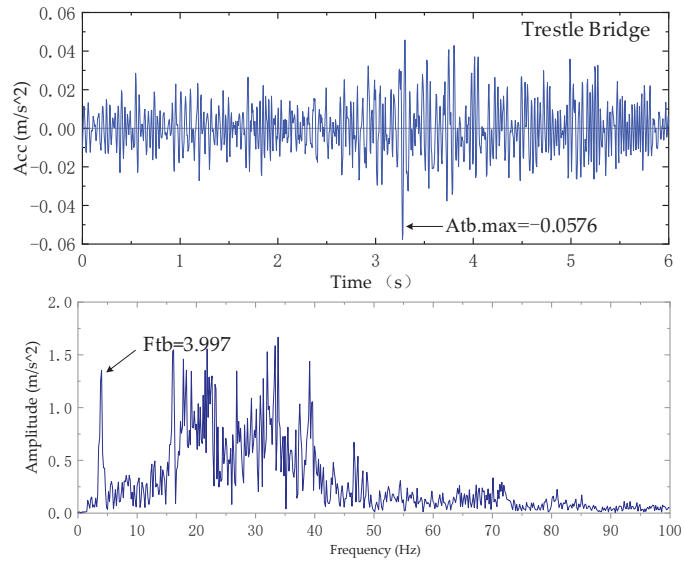 Trestle Bridge
0.06
0.04
0.02
0.00
−0.02
−0.04
−0.06
Acc (m/s^2)
Atb.max=−0.0576
0 1 2 3 4 5 6
Time （s）
2.0
1.5
1.0
0.5
0.0
Amplitude (m/s^2)
Ftb=3.997
0 10 20 30 40 50 60 70 80 90 100
Frequency (Hz)